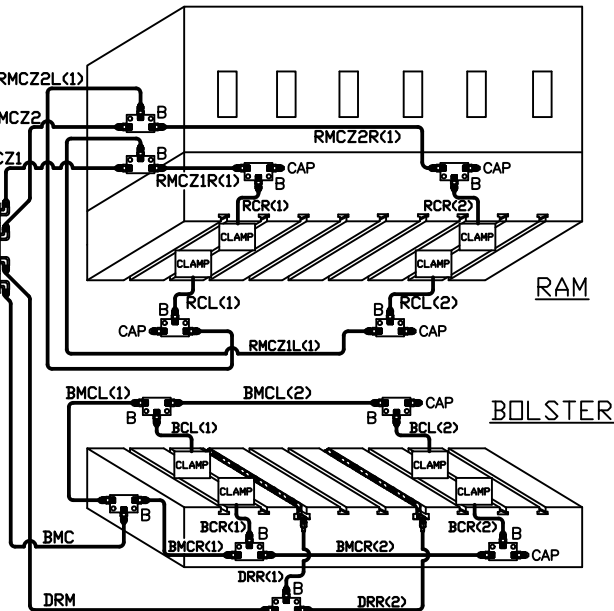 RMCZ2L(1)
B
MCZ2
RMCZ2R(1)
B
CZ1
CAP
CAP
RMCZ1R(1)
B
B
RCR(1)
RCR(2)
CLAMP
CLAMP
CLAMP
CLAMP
RAM
RCL(1)
RCL(2)
B
B
CAP
CAP
RMCZ1L(1)
BMCL(1)
BMCL(2)
CAP
BOLSTER
B
B
BCL(1)
BCL(2)
CLAMP
CLAMP
CLAMP
CLAMP
B
BCR(1)
BCR(2)
B
B
BMC
BMCR(1)
BMCR(2)
CAP
DRR(1)
B
DRM
DRR(2)